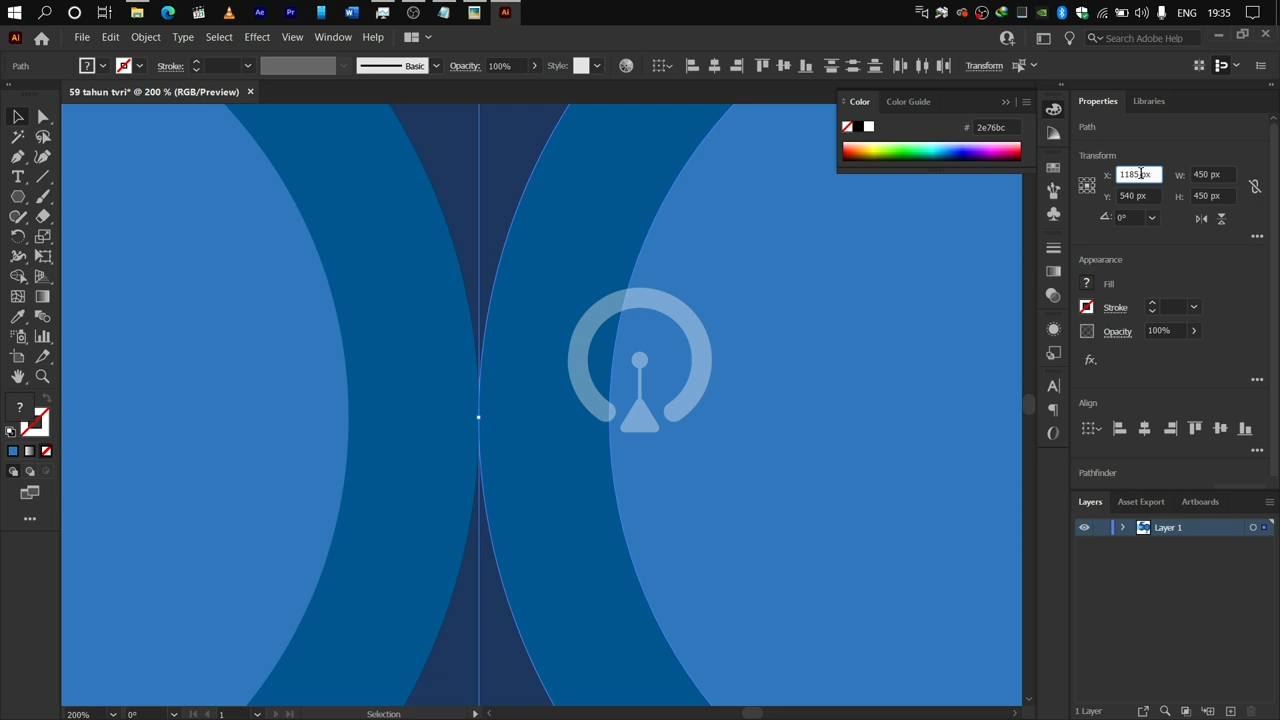 ENG
19:35
File Edit Object Type Select Effect View Window Help
Search Adobe Help
Path
Stroke:
Basic
Opacity: 100%
Style:
Transform
59 tahun tvri* @ 200 % (RGB/Preview)
Color Color Guide
# 2e76bc
Properties Libraries
Path
Transform
X: 1185 px W: 450 px
Y: 540 px H: 450 px
0°
Appearance
? Fill
Stroke
Opacity 100%
fx.
Align
Pathfinder
Layers Asset Export Artboards
Layer 1
1 Layer
200% 0° 1 Selection